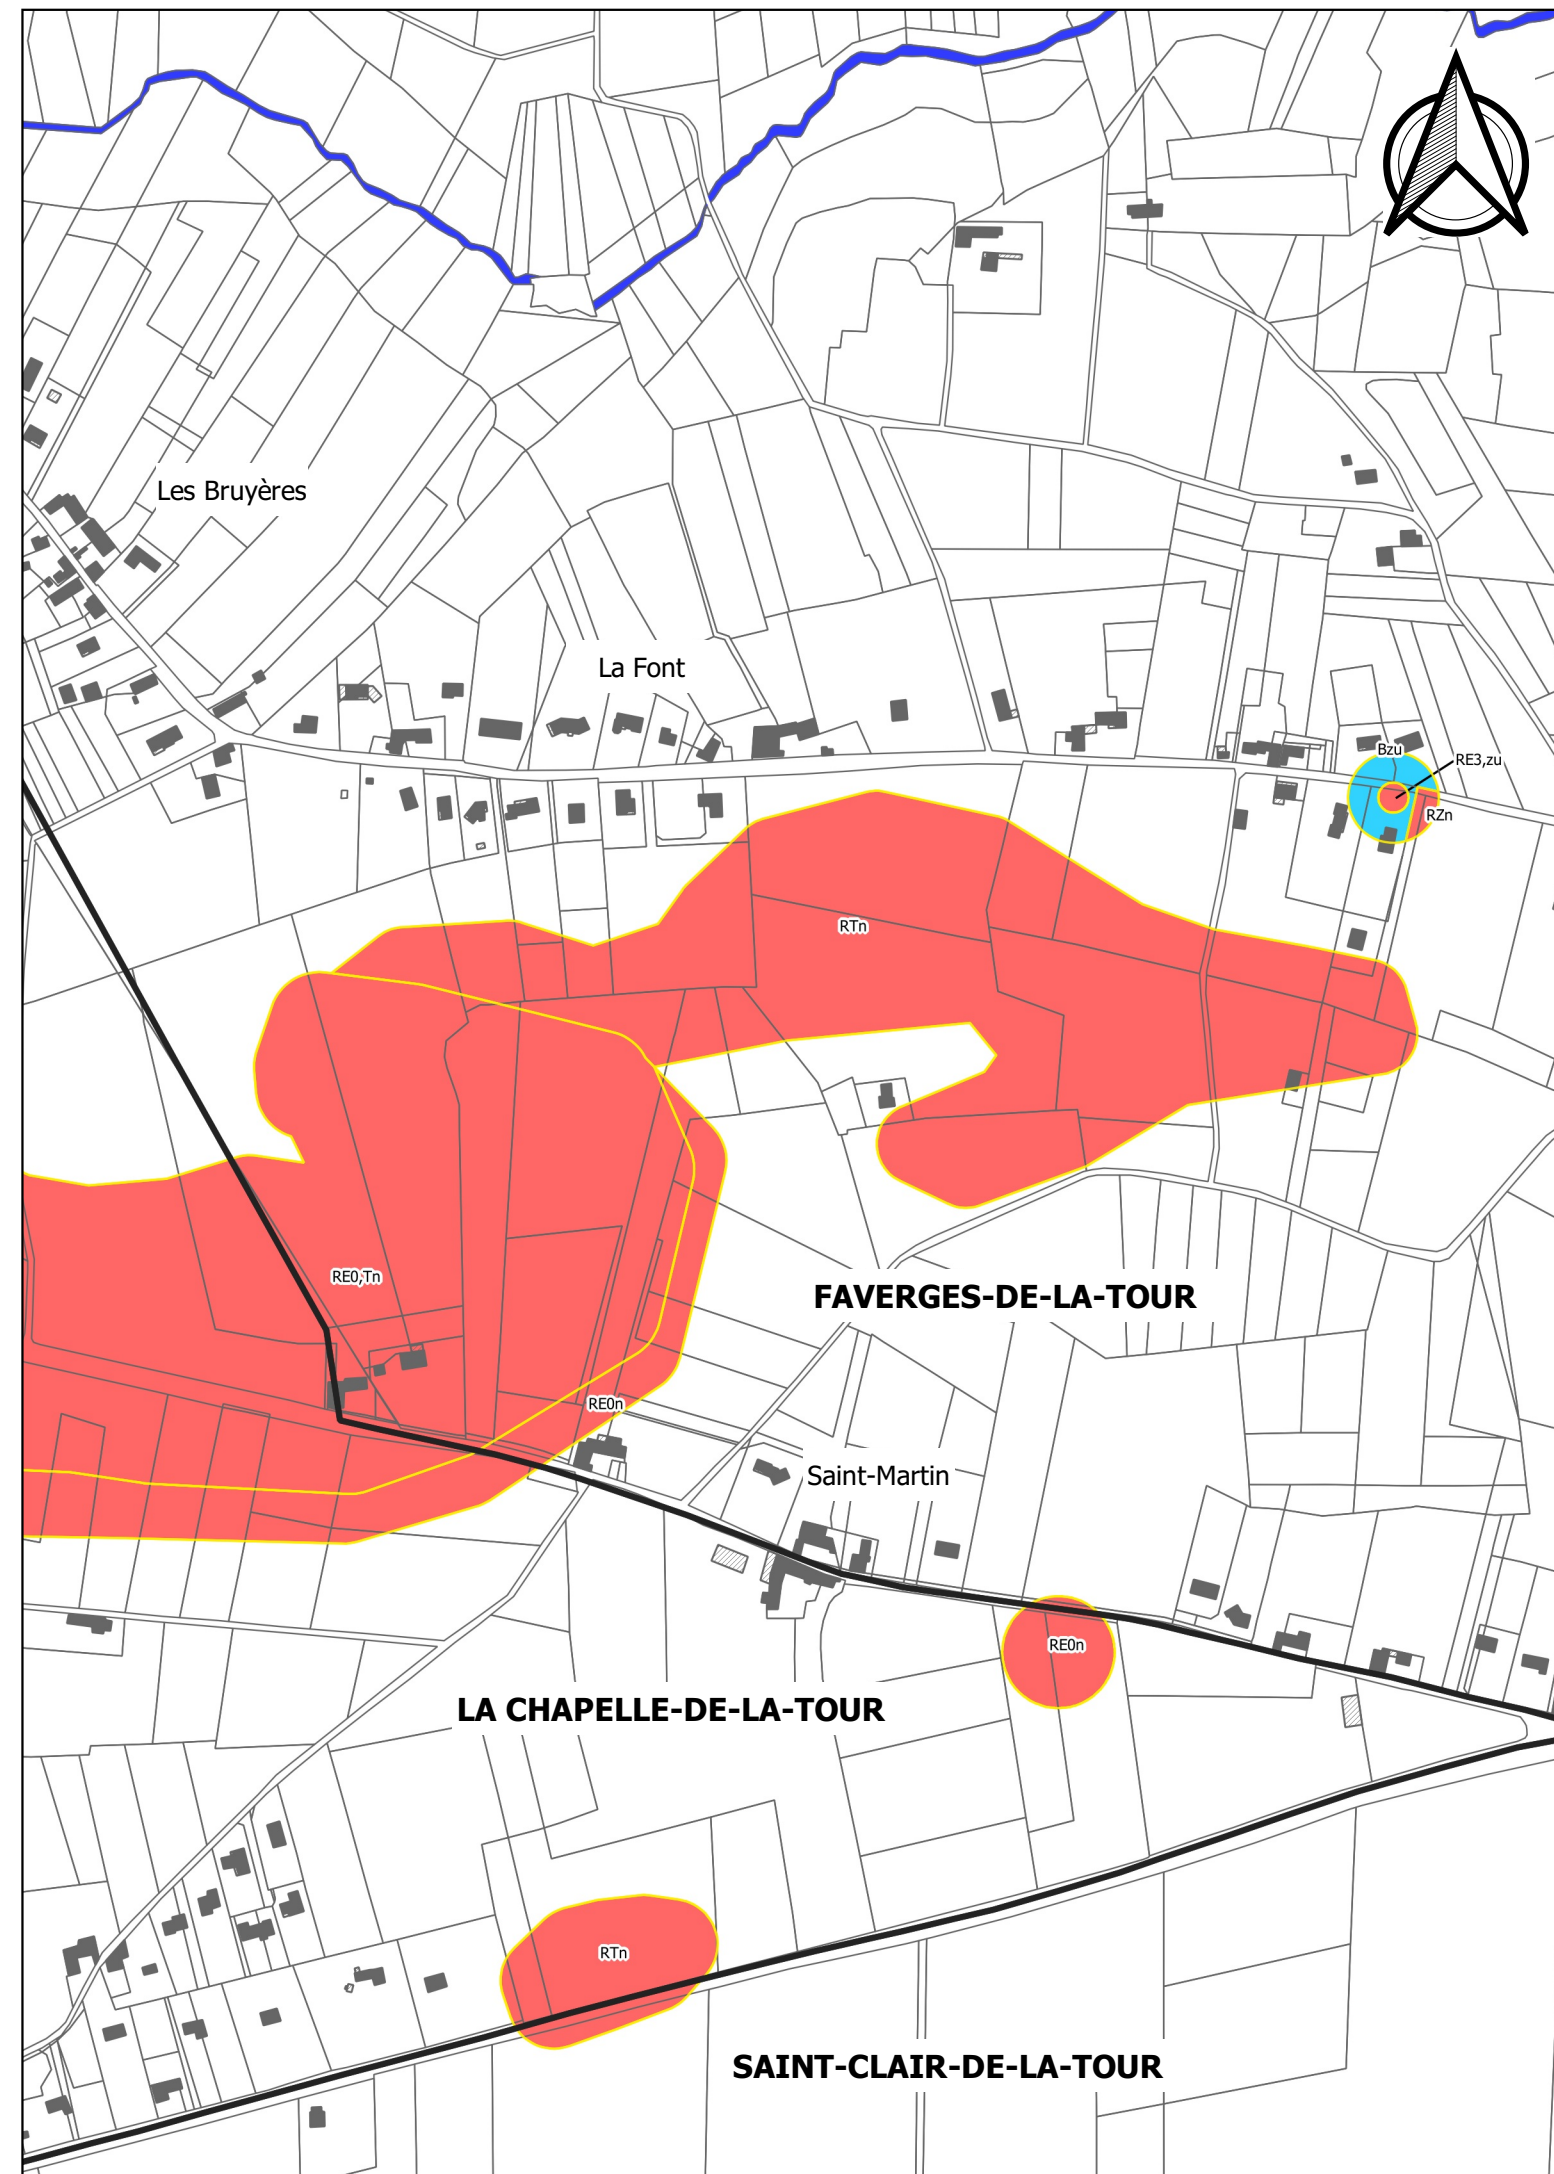 Les Bruyères
La Font
Bzu
RE3,zu
RZn
RTn
RE0,Tn
FAVERGES-DE-LA-TOUR
RE0n
Saint-Martin
RE0n
LA CHAPELLE-DE-LA-TOUR
RTn
SAINT-CLAIR-DE-LA-TOUR